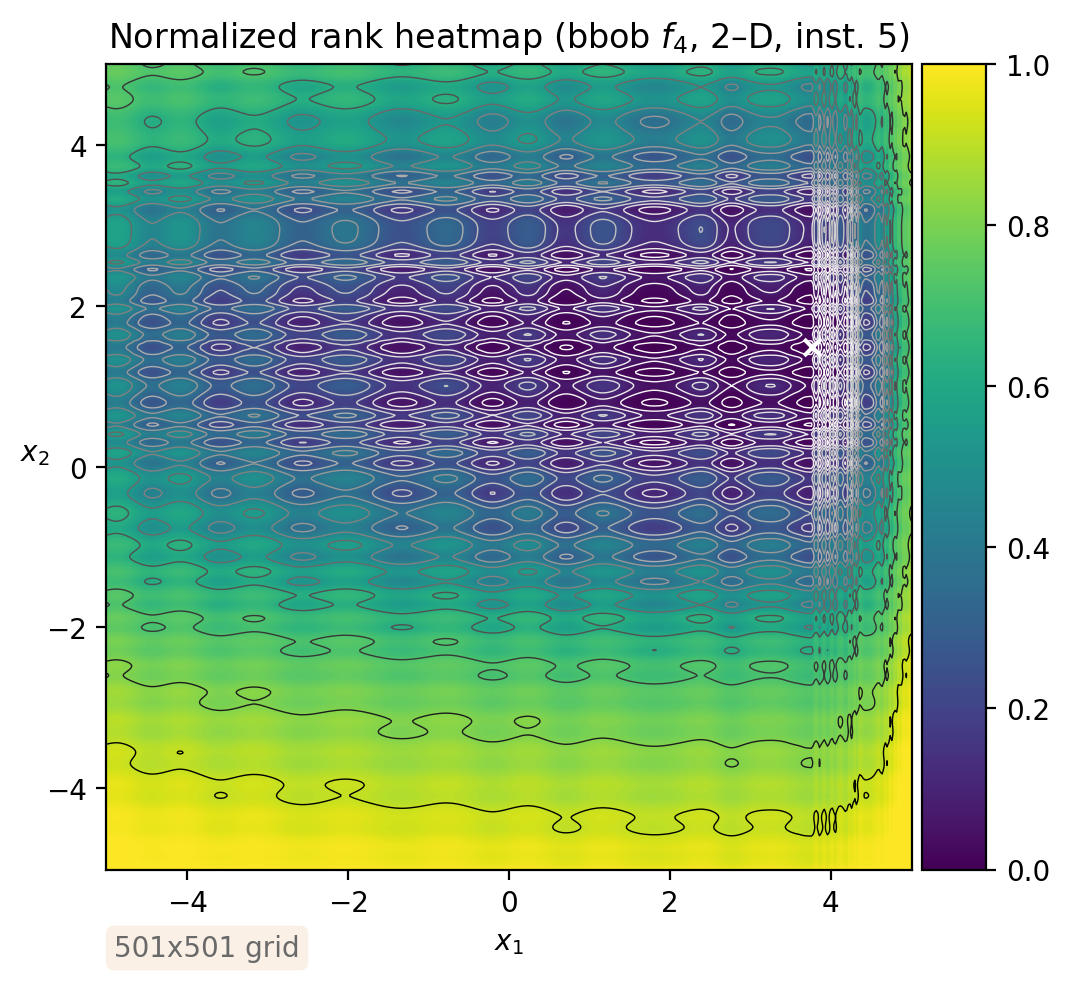 Normalized rank heatmap (bbob f₄, 2–D, inst. 5)
1.0
0.8
0.6
0.4
0.2
0.0
4
2
0
−2
−4
x₂
−4 −2 0 2 4
x₁
501x501 grid